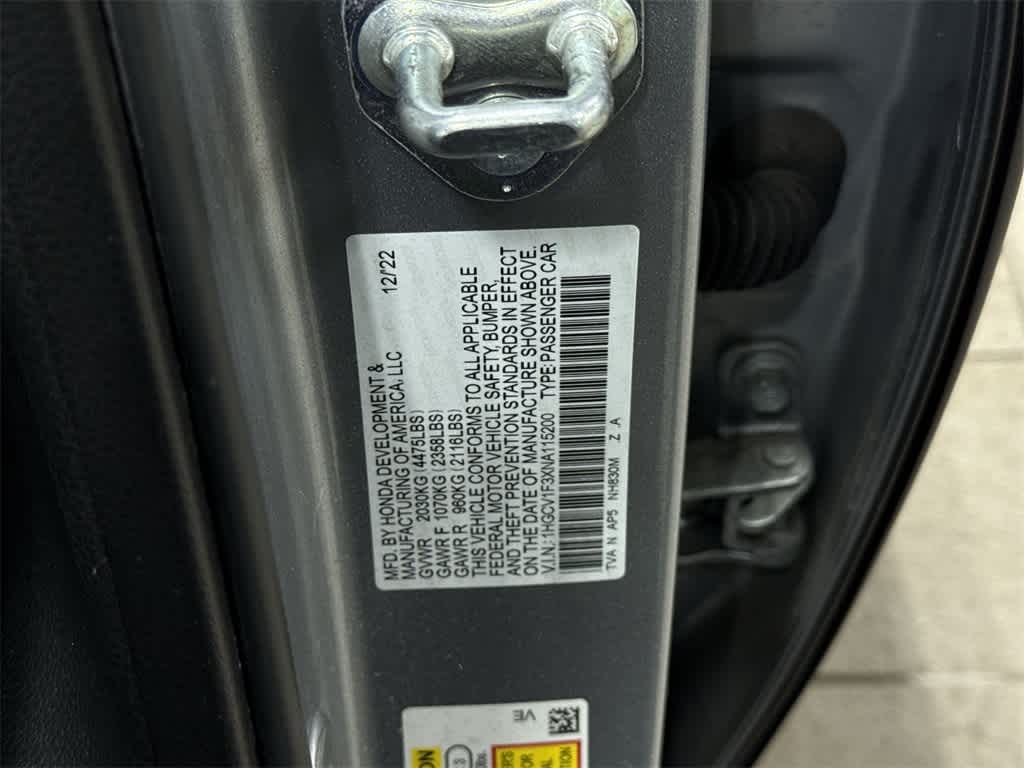 MFD. BY HONDA DEVELOPMENT &
MANUFACTURING OF AMERICA, LLC 12/22
GVWR 2030KG (4475LBS)
GAWR F 1070KG (2358LBS)
GAWR R 960KG (2116LBS)
THIS VEHICLE CONFORMS TO ALL APPLICABLE
FEDERAL MOTOR VEHICLE SAFETY, BUMPER,
AND THEFT PREVENTION STANDARDS IN EFFECT
ON THE DATE OF MANUFACTURE SHOWN ABOVE.
V.I.N.: 1HGCV1F3XNA115200 TYPE: PASSENGER CAR
TVA N AP5 NH830M Z .A
VE